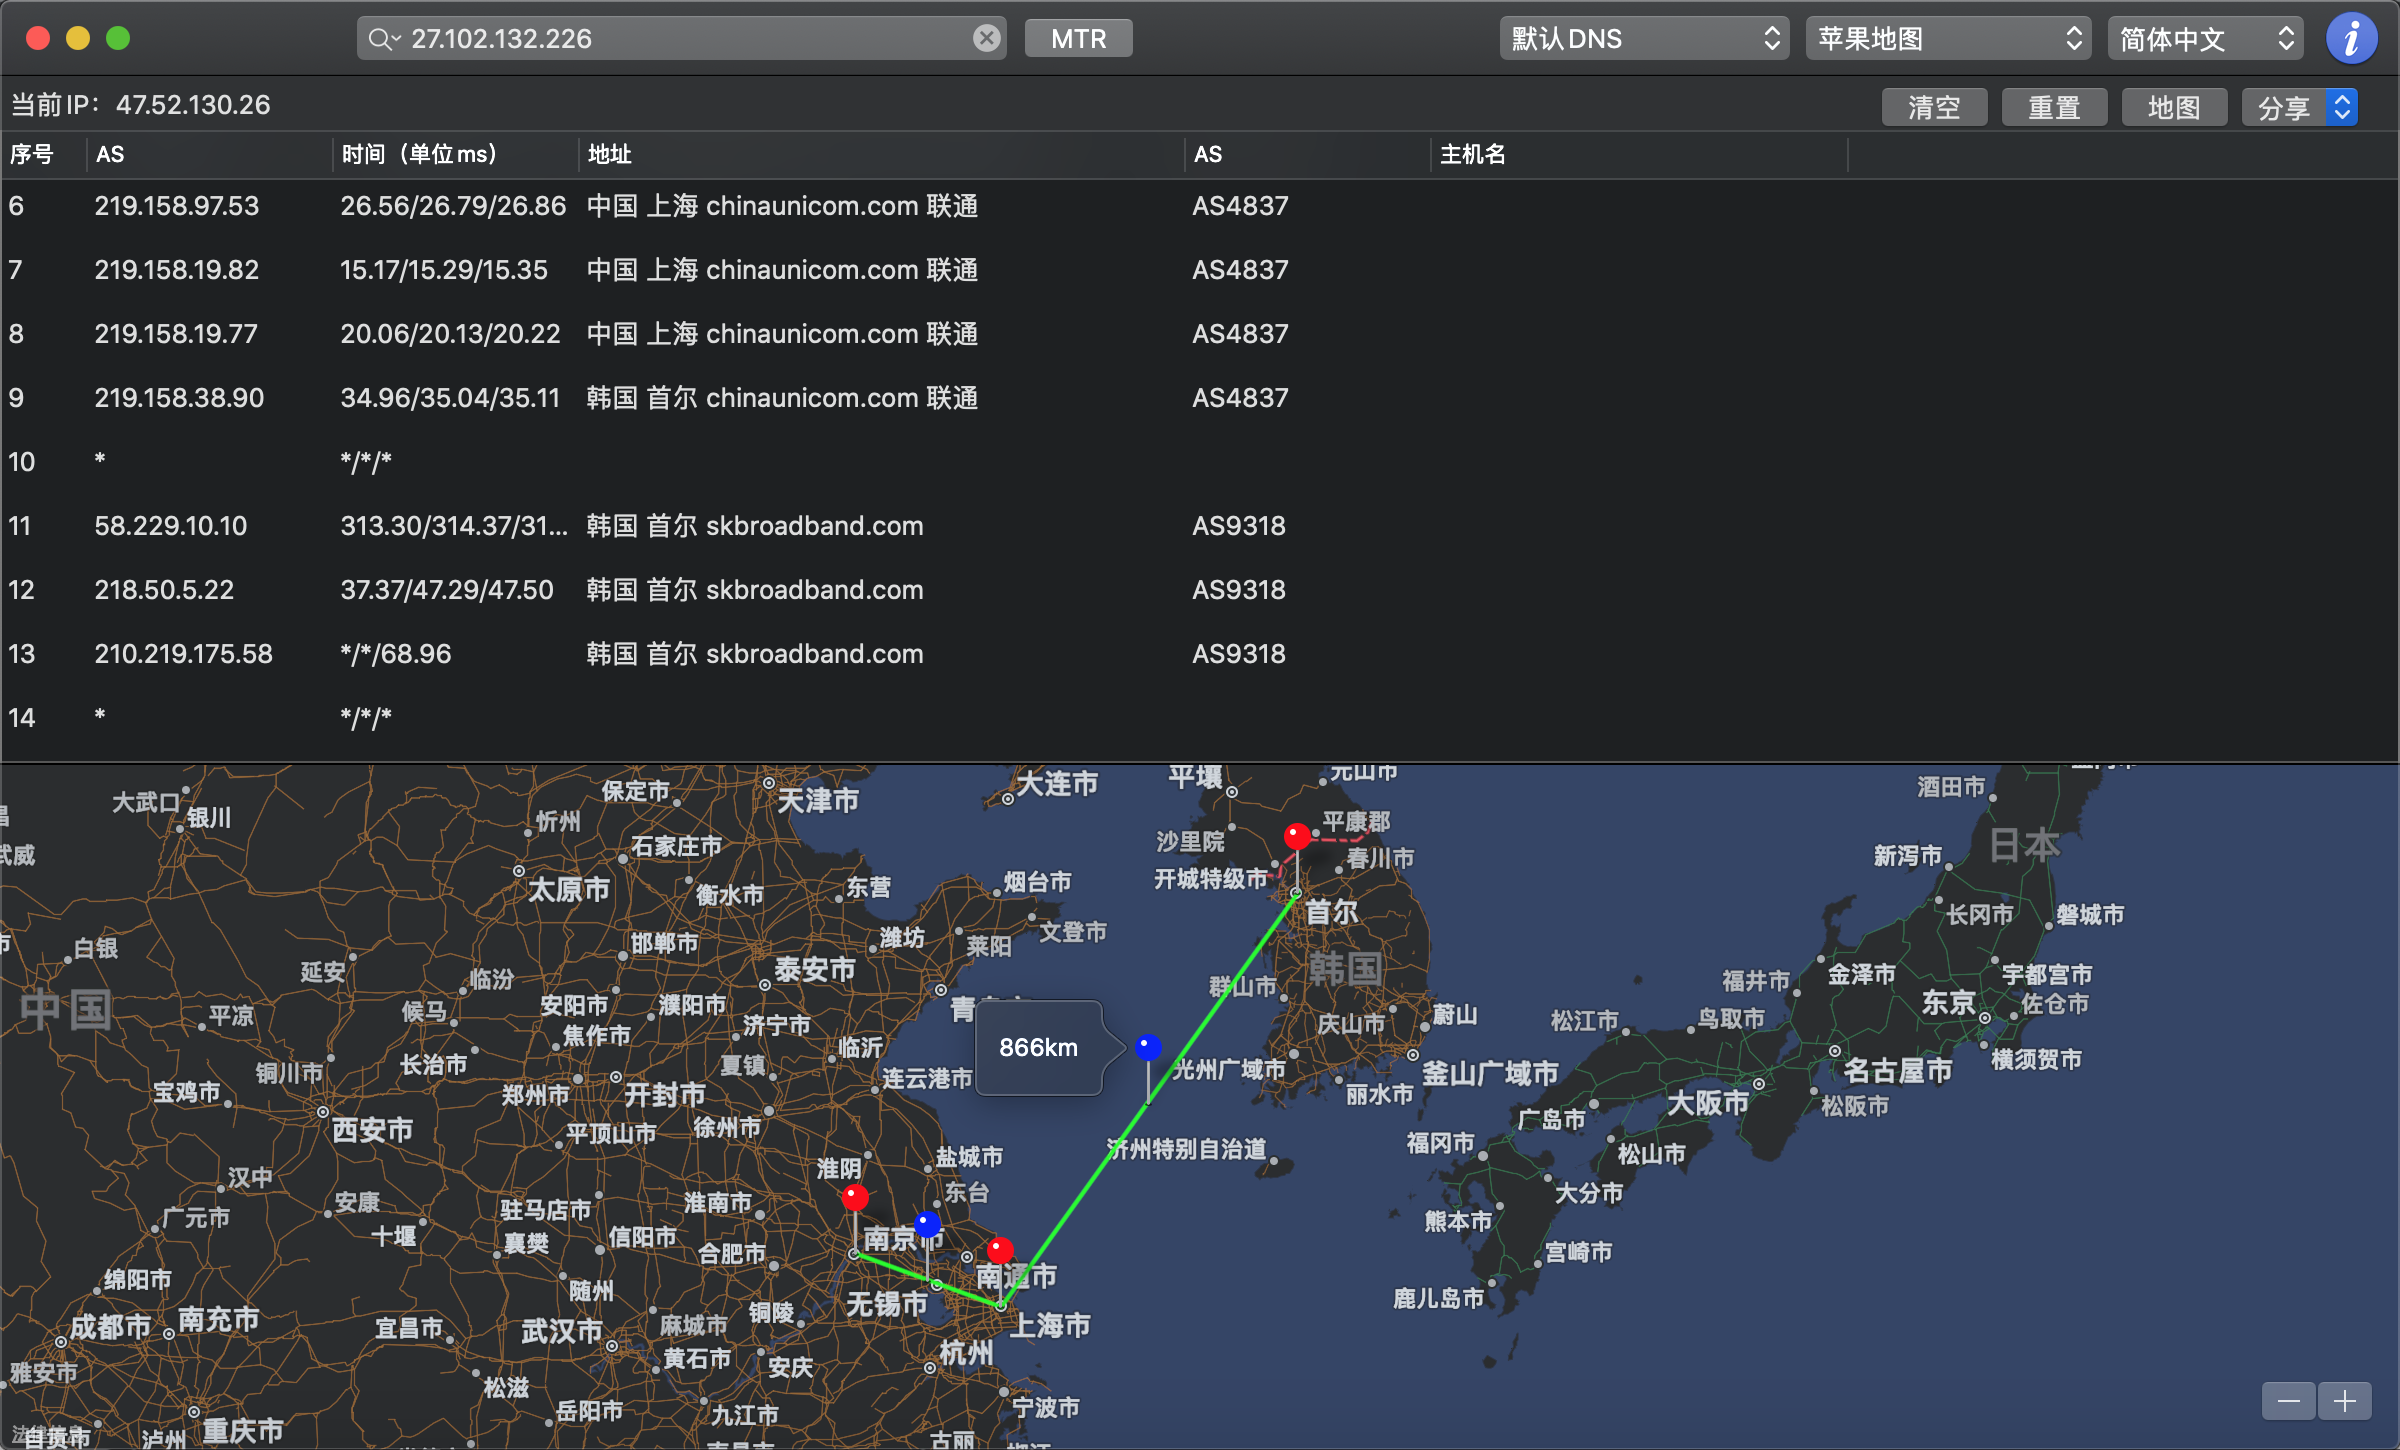 27.102.132.226
MTR
默认DNS
苹果地图
简体中文
当前IP：47.52.130.26
清空
重置
地图
分享
序号 AS 时间（单位ms） 地址 AS 主机名
6 219.158.97.53 26.56/26.79/26.86 中国 上海 chinaunicom.com 联通 AS4837
7 219.158.19.82 15.17/15.29/15.35 中国 上海 chinaunicom.com 联通 AS4837
8 219.158.19.77 20.06/20.13/20.22 中国 上海 chinaunicom.com 联通 AS4837
9 219.158.38.90 34.96/35.04/35.11 韩国 首尔 chinaunicom.com 联通 AS4837
10 * */*/*
11 58.229.10.10 313.30/314.37/31... 韩国 首尔 skbroadband.com AS9318
12 218.50.5.22 37.37/47.29/47.50 韩国 首尔 skbroadband.com AS9318
13 210.219.175.58 */*/68.96 韩国 首尔 skbroadband.com AS9318
14 * */*/*
大武口
银川
保定市
天津市
大连市
平壤
元山市
酒田市
忻州
石家庄市
沙里院
平康郡
春川市
新泻市
日本
武威
太原市
衡水市
东营
烟台市
开城特级市
首尔
长冈市
磐城市
白银
延安
临汾
邯郸市
泰安市
潍坊
莱阳
文登市
韩国
福井市
金泽市
宇都宫市
中国
平凉
候马
安阳市
濮阳市
焦作市
济宁市
群山市
庆山市
蔚山
松江市
鸟取市
东京
佐仓市
866km
铜川市
长治市
夏镇
临沂
连云港市
光州广域市
釜山广域市
丽水市
名古屋市
横须贺市
宝鸡市
郑州市
开封市
大阪市
松阪市
西安市
平顶山市
徐州市
济州特别自治道
福冈市
广岛市
松山市
汉中
安康
淮阴
盐城市
东台
大分市
广元市
十堰
驻马店市
襄樊
信阳市
淮南市
合肥市
南京市
熊本市
宫崎市
绵阳市
随州
南通市
无锡市
鹿儿岛市
成都市
南充市
宜昌市
武汉市
麻城市
铜陵
上海市
杭州
雅安市
松滋
黄石市
安庆
重庆市
泸州
岳阳市
九江市
宁波市
自贡市
古丽